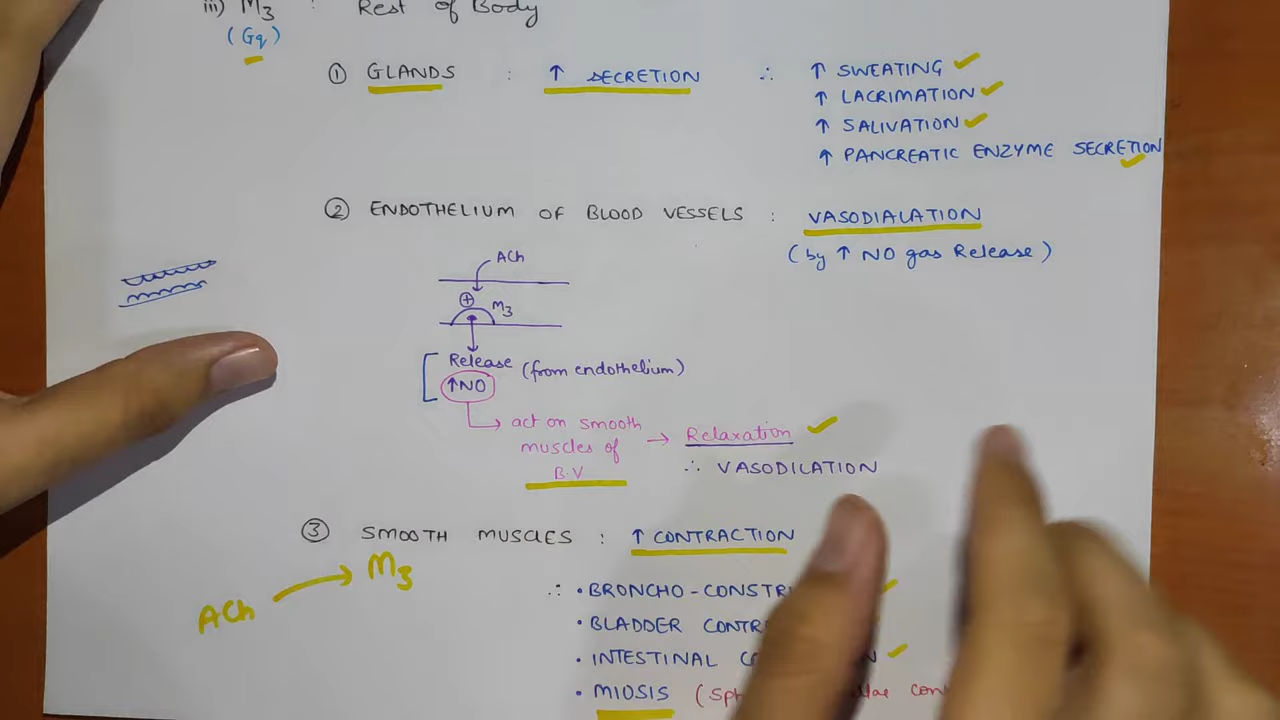 iii) M3 : Rest of Body
(Gq)
① GLANDS : ↑ SECRETION ∴ ↑ SWEATING
↑ LACRIMATION
↑ SALIVATION
↑ PANCREATIC ENZYME SECRETION
② ENDOTHELIUM OF BLOOD VESSELS : VASODIALATION
(by ↑ NO gas Release)
ACh
⊕ M3
Release (from endothelium)
↑NO
act on smooth → Relaxation
muscles of
B.V ∴ VASODILATION
③ SMOOTH MUSCLES : ↑ CONTRACTION
ACh → M3
∴ • BRONCHO-CONSTR
• BLADDER CONTR
• INTESTINAL
• MIOSIS